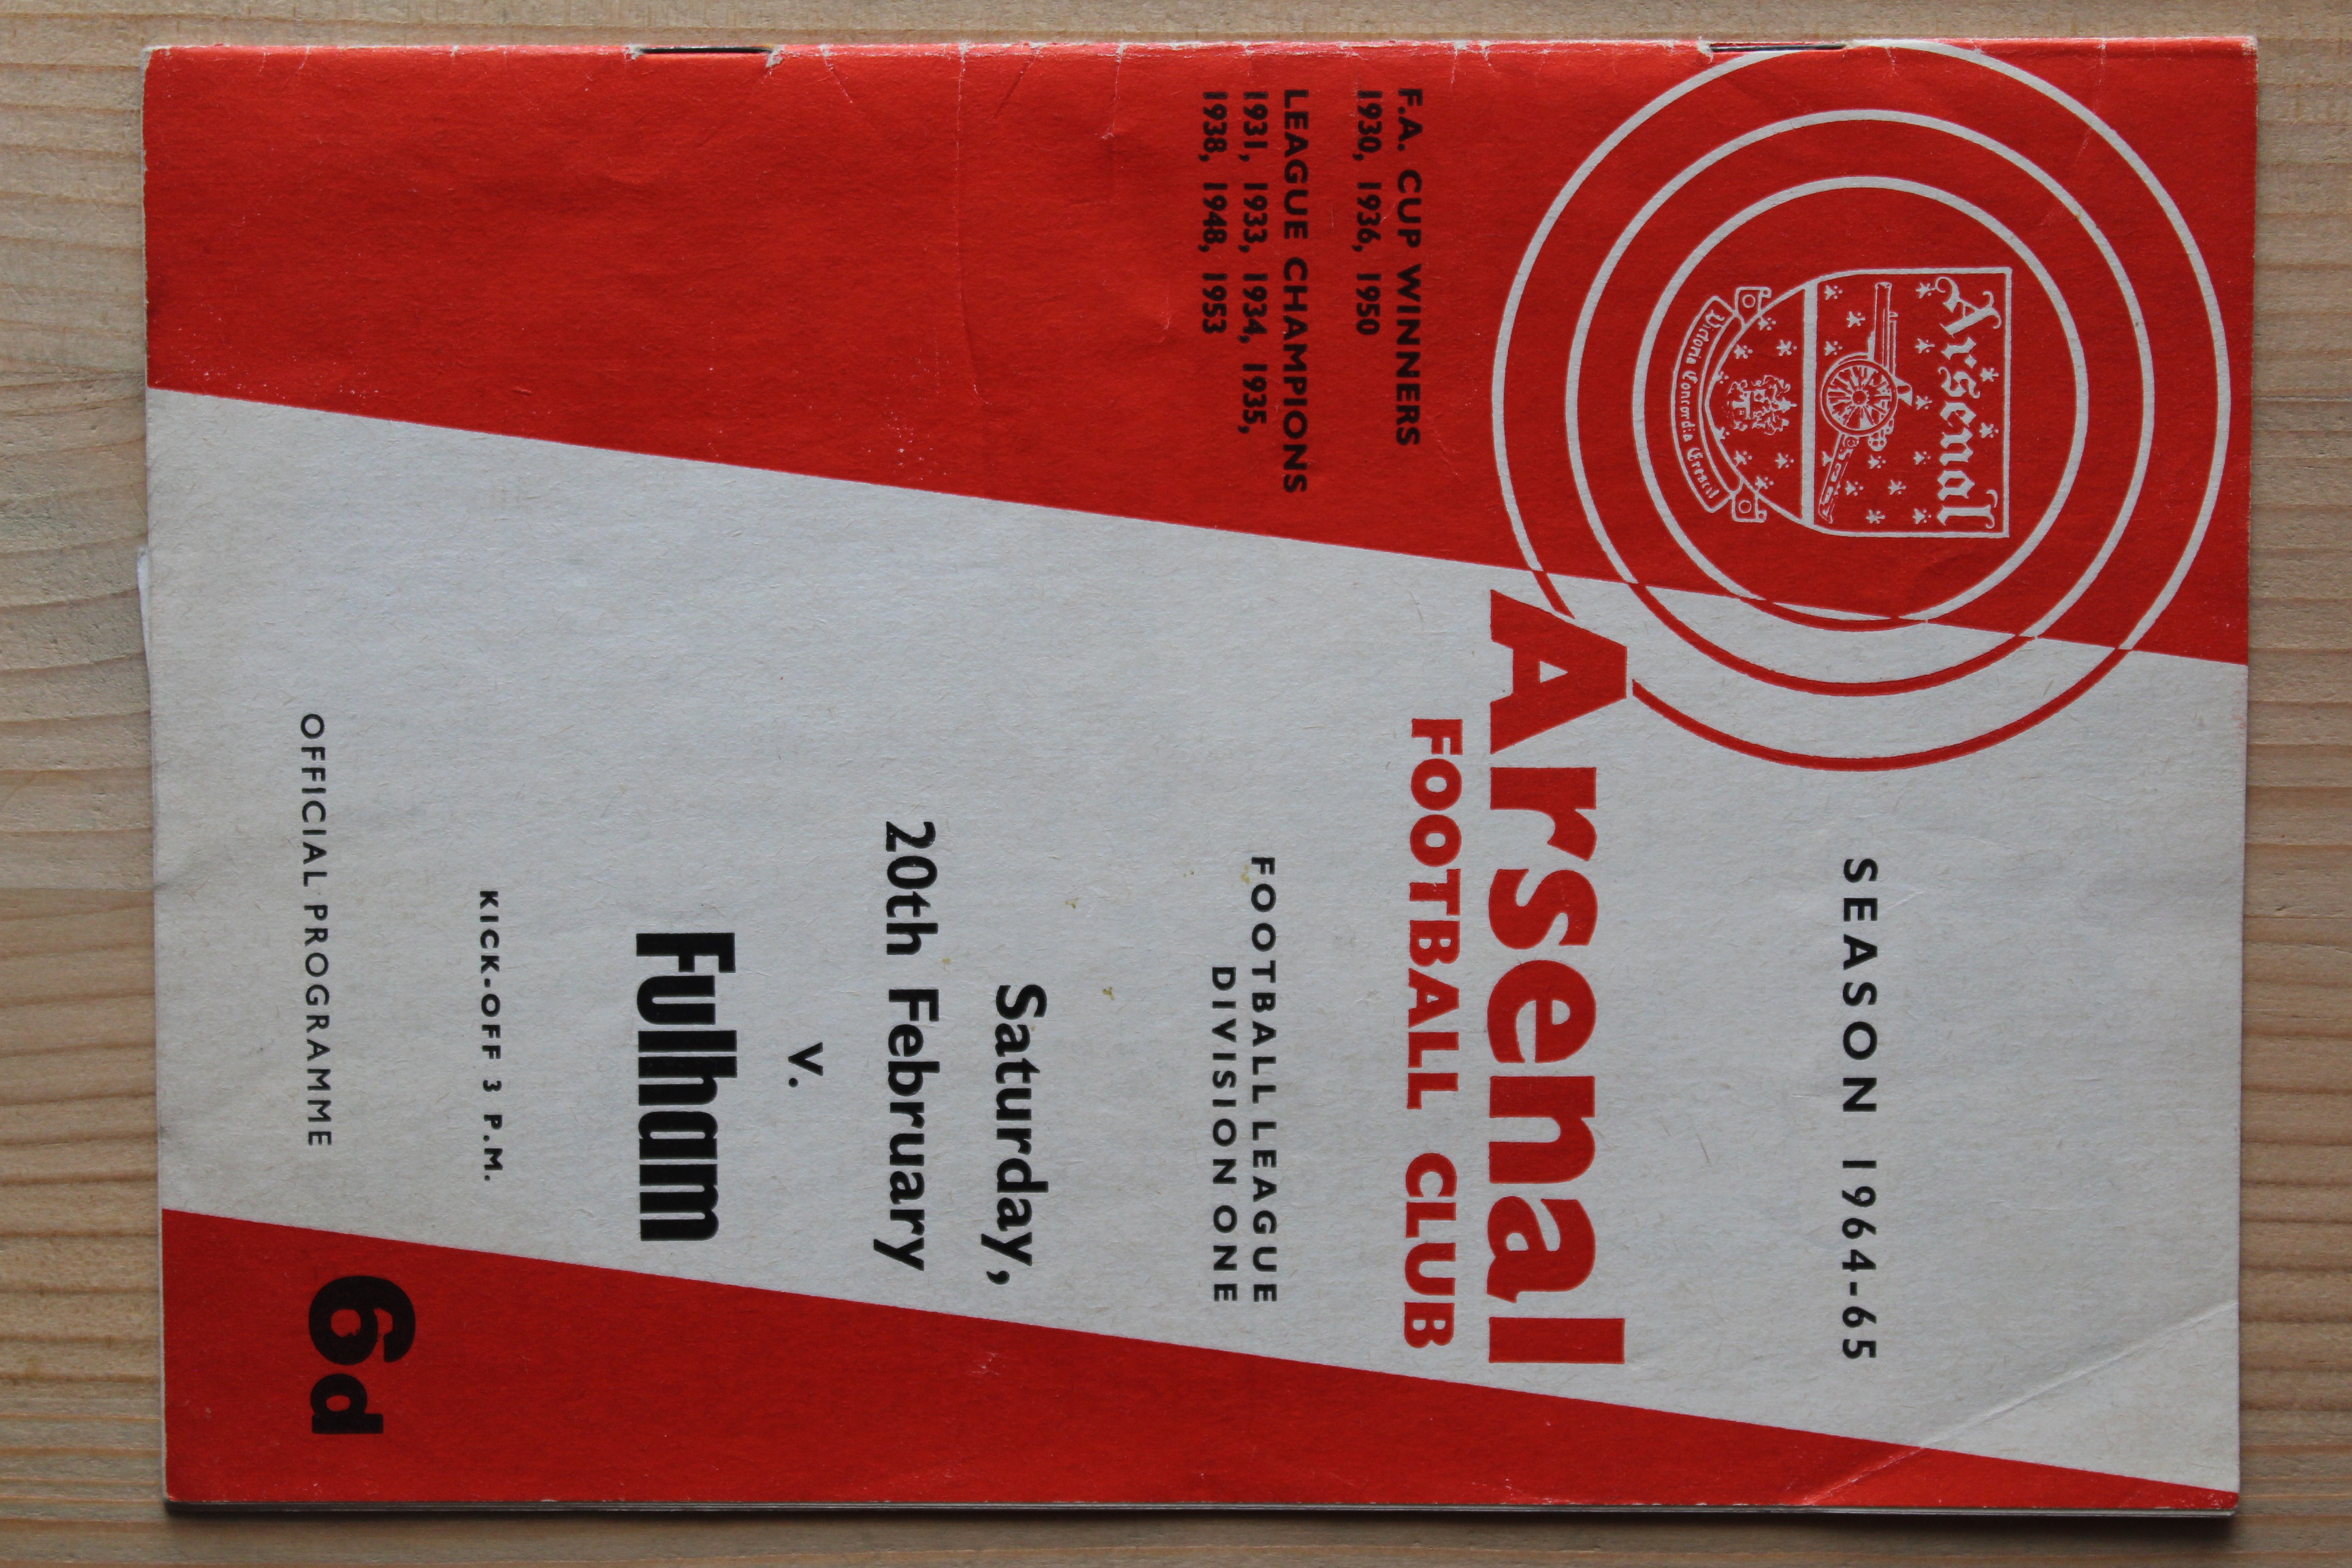 Arsenal
Victoria Concordia Crescit
SEASON 1964-65
Arsenal
FOOTBALL CLUB
F.A. CUP WINNERS
1930, 1936, 1950
LEAGUE CHAMPIONS
1931, 1933, 1934, 1935,
1938, 1948, 1953
FOOTBALL LEAGUE
DIVISION ONE
Saturday,
20th February
v.
Fulham
KICK-OFF 3 P.M.
OFFICIAL PROGRAMME
6d